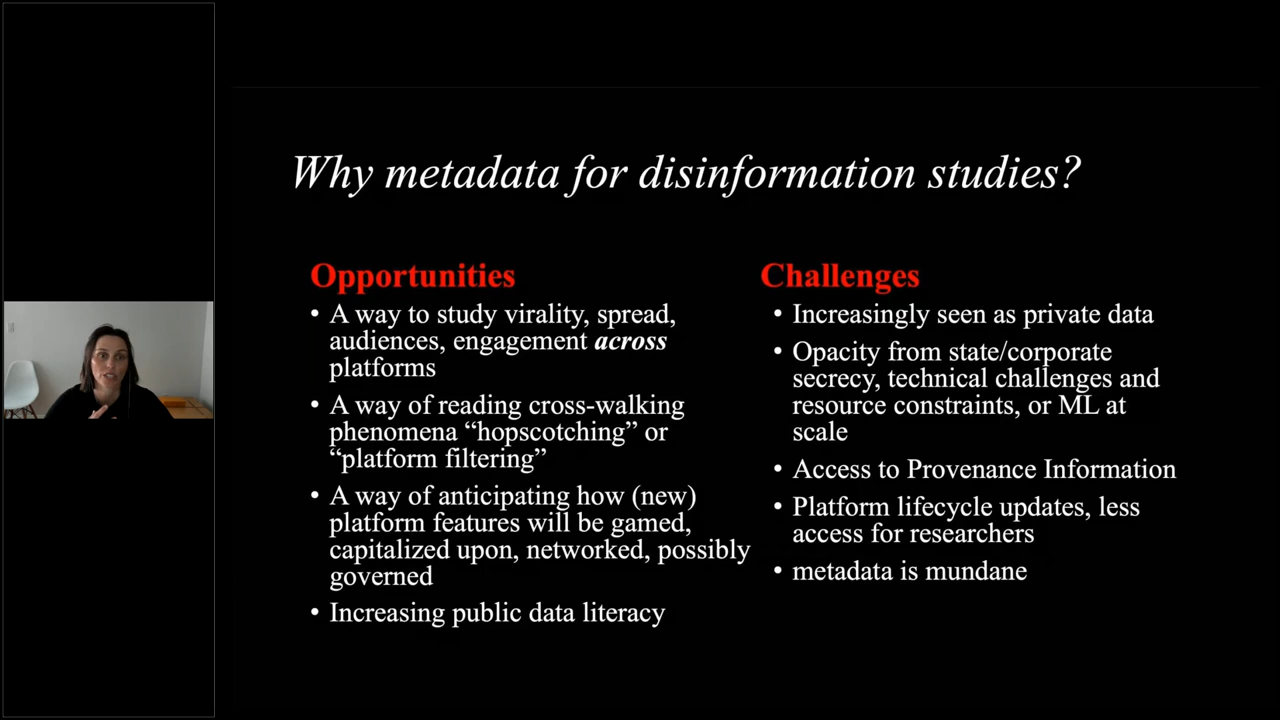 Why metadata for disinformation studies?
Opportunities
• A way to study virality, spread,
audiences, engagement across
platforms
• A way of reading cross-walking
phenomena “hopscotching” or
“platform filtering”
• A way of anticipating how (new)
platform features will be gamed,
capitalized upon, networked, possibly
governed
• Increasing public data literacy
Challenges
• Increasingly seen as private data
• Opacity from state/corporate
secrecy, technical challenges and
resource constraints, or ML at
scale
• Access to Provenance Information
• Platform lifecycle updates, less
access for researchers
• metadata is mundane